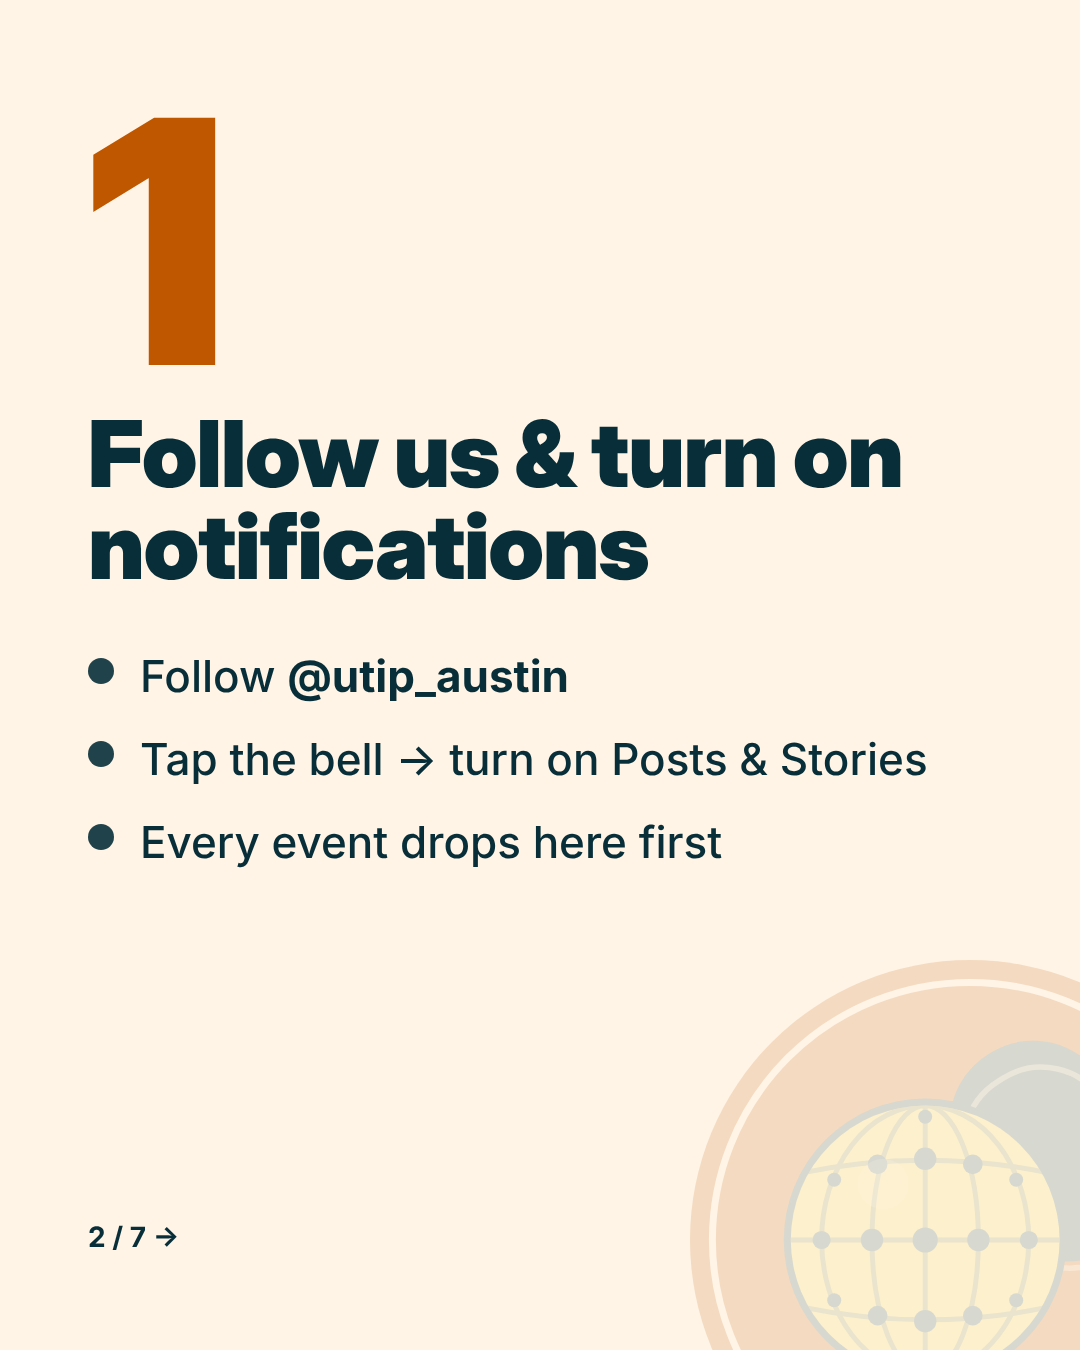 1
Follow us & turn on
notifications
Follow @utip_austin
Tap the bell → turn on Posts & Stories
Every event drops here first
2 / 7 →